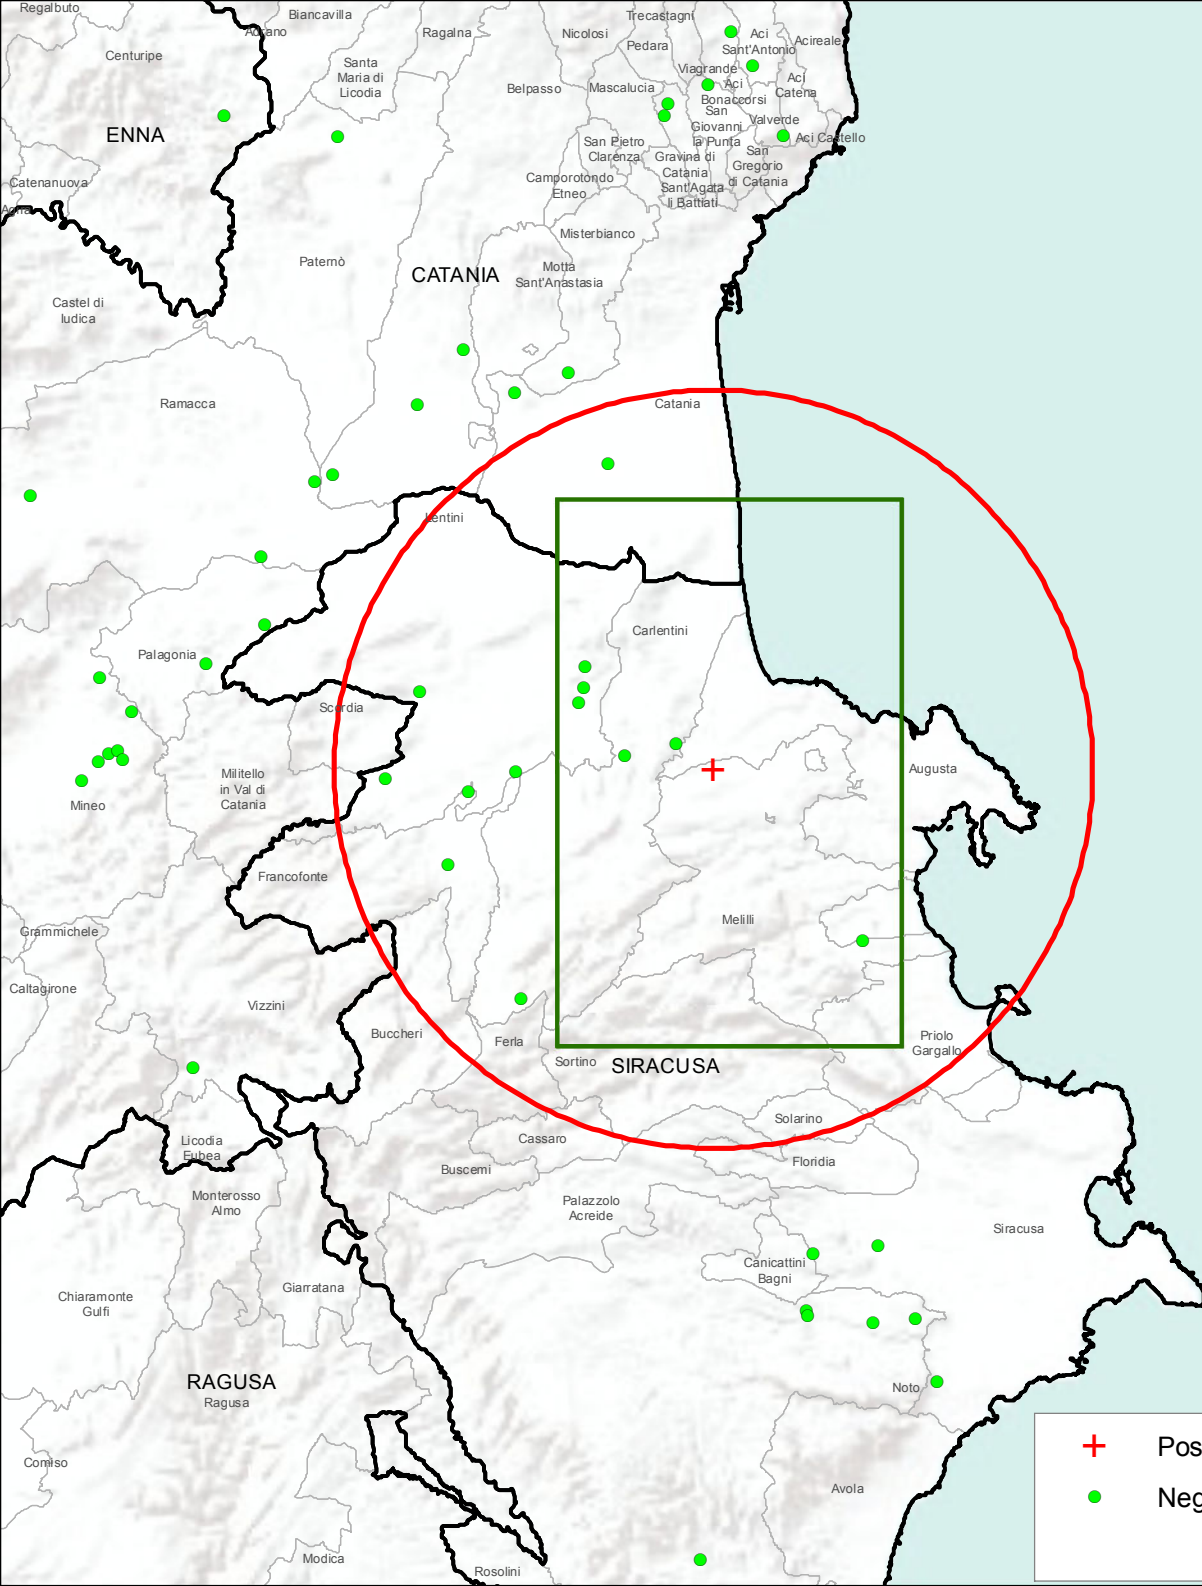 Regalbuto
Biancavilla
Adrano
Centuripe
ENNA
Catenanuova
Santa
Maria di
Licodia
Ragalna
Nicolosi
Trecastagni
Pedara
Aci
Sant'Antonio
Acireale
Viagrande
Belpasso
Mascalucia
Aci
Bonaccorsi
Aci
Catena
San
Giovanni
la Punta
Valverde
Aci Castello
San Pietro
Clarenza
Gravina di
Catania
San
Gregorio
di Catania
Camporotondo
Etneo
Sant'Agata
li Battiati
Misterbianco
Paternò
CATANIA
Motta
Sant'Anastasia
Castel di
Iudica
Ramacca
Catania
Lentini
Carlentini
Palagonia
Scordia
Militello
in Val di
Catania
Mineo
Augusta
Francofonte
Melilli
Grammichele
Caltagirone
Vizzini
Buccheri
Ferla
Sortino
SIRACUSA
Priolo
Gargallo
Solarino
Cassaro
Floridia
Licodia
Eubea
Buscemi
Monterosso
Almo
Palazzolo
Acreide
Siracusa
Canicattini
Bagni
Giarratana
Chiaramonte
Gulfi
RAGUSA
Ragusa
Noto
Comiso
Avola
Modica
Rosolini
Pos
Neg